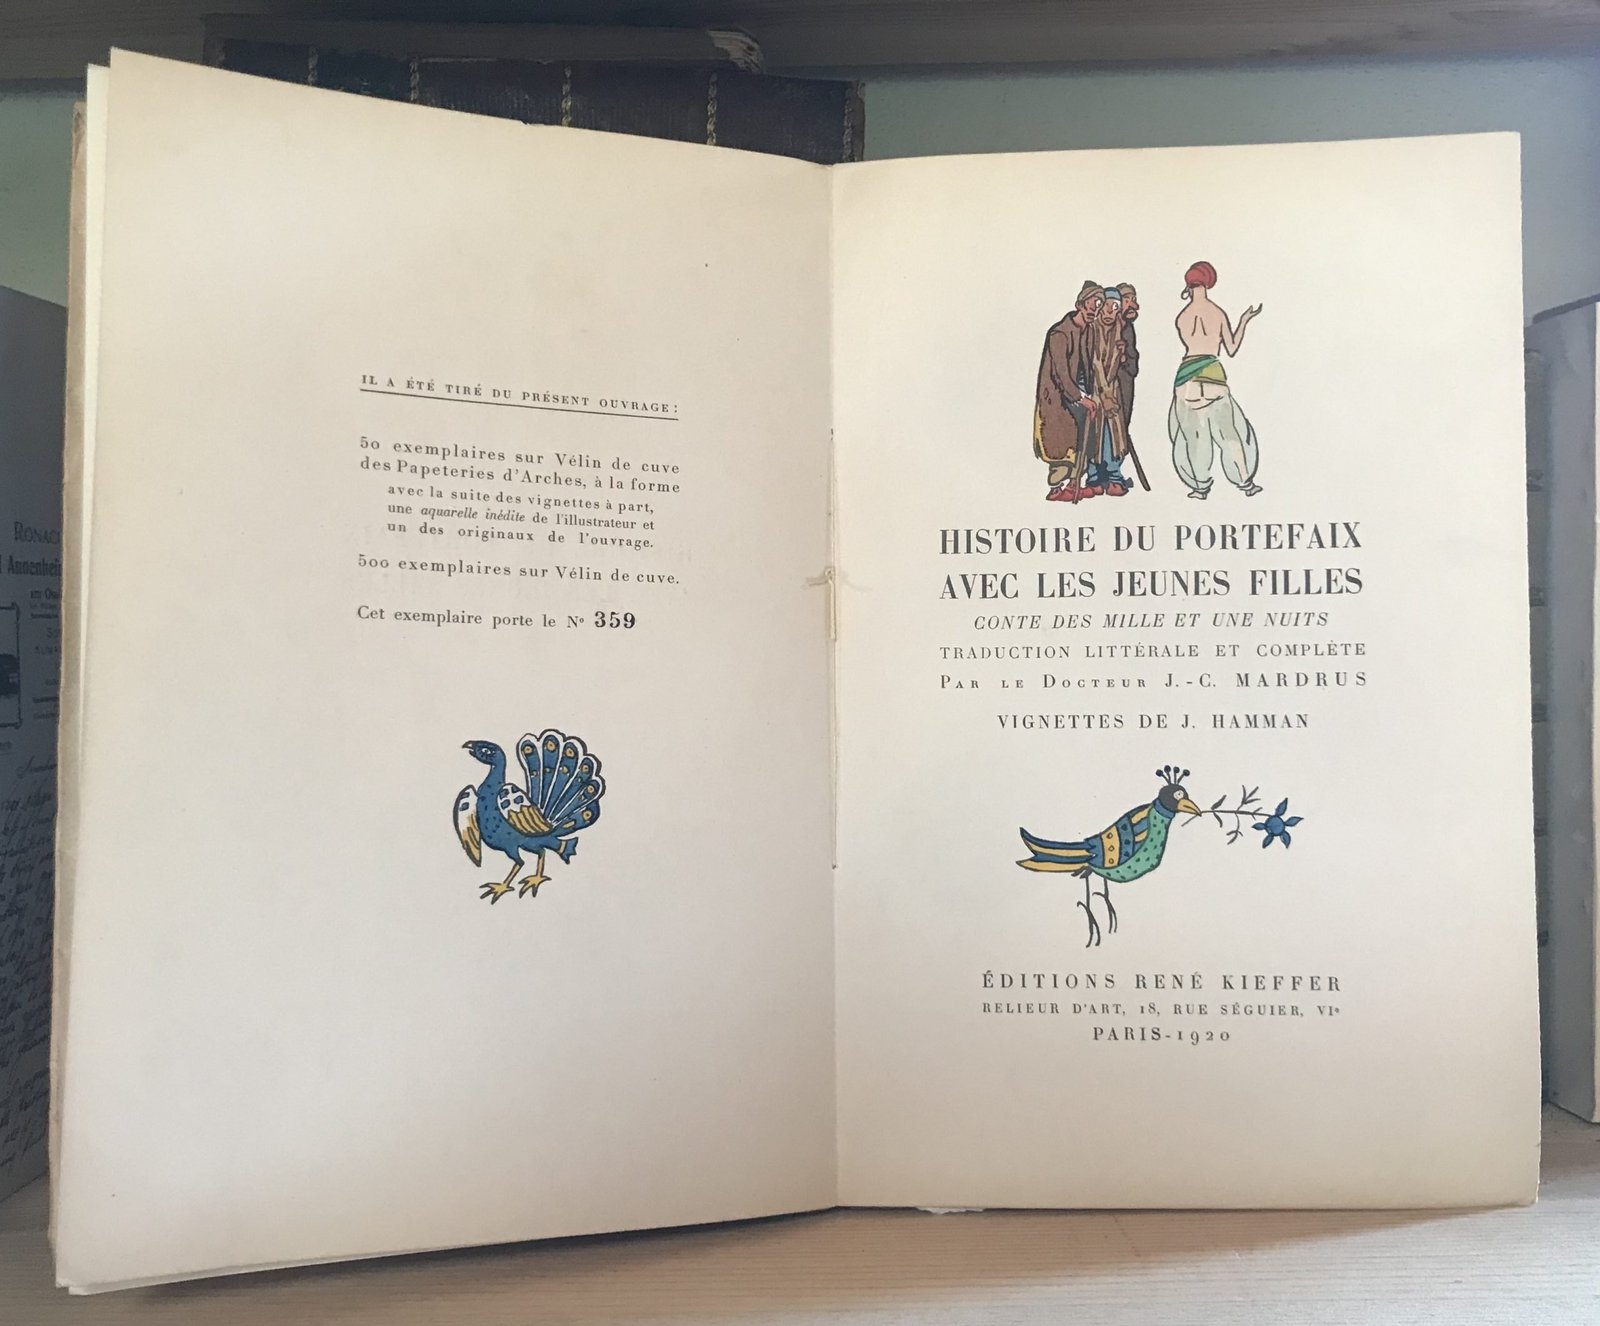 IL A ÉTÉ TIRÉ DU PRÉSENT OUVRAGE :
50 exemplaires sur Vélin de cuve
des Papeteries d'Arches, à la forme
avec la suite des vignettes à part,
une aquarelle inédite de l'illustrateur et
un des originaux de l'ouvrage.
500 exemplaires sur Vélin de cuve.
Cet exemplaire porte le No 359
HISTOIRE DU PORTEFAIX
AVEC LES JEUNES FILLES
CONTE DES MILLE ET UNE NUITS
TRADUCTION LITTÉRALE ET COMPLÈTE
PAR LE DOCTEUR J.-C. MARDRUS
VIGNETTES DE J. HAMMAN
ÉDITIONS RENÉ KIEFFER
RELIEUR D'ART, 18, RUE SÉGUIER, VIe
PARIS-1920